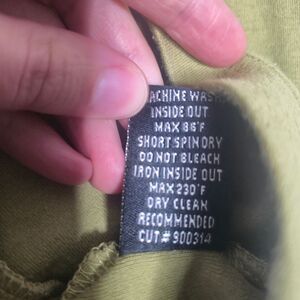 MACHINE WASH
INSIDE OUT
MAX 86°F
SHORT SPIN DRY
DO NOT BLEACH
IRON INSIDE OUT
MAX 230°F
DRY CLEAN
RECOMMENDED
CUT# 900314